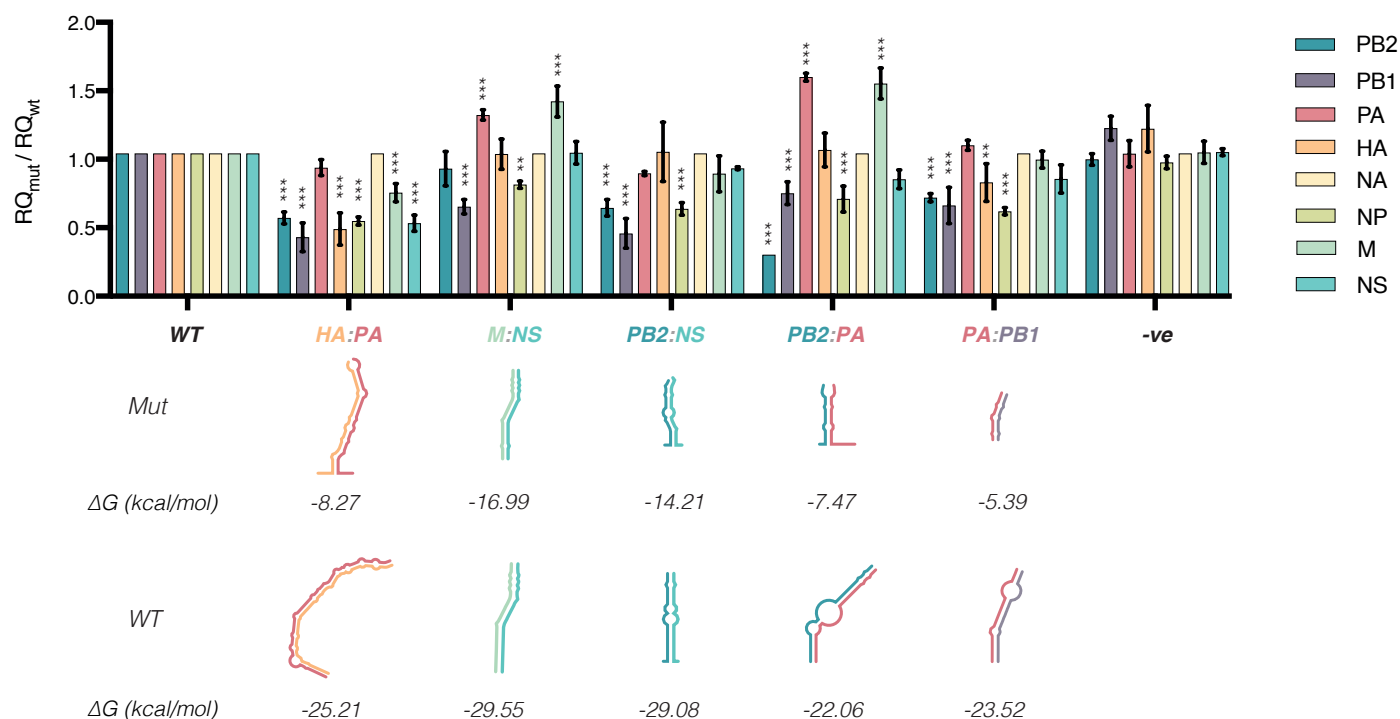 RQmut / RQwt
2.0
1.5
1.0
0.5
0.0
*** *** *** *** *** ***
*** *** ** ***
*** *** ***
*** *** *** *** ***
*** *** *** ***
WT HA:PA M:NS PB2:NS PB2:PA PA:PB1 -ve
PB2
PB1
PA
HA
NA
NP
M
NS
Mut
ΔG (kcal/mol) -8.27 -16.99 -14.21 -7.47 -5.39
WT
ΔG (kcal/mol) -25.21 -29.55 -29.08 -22.06 -23.52